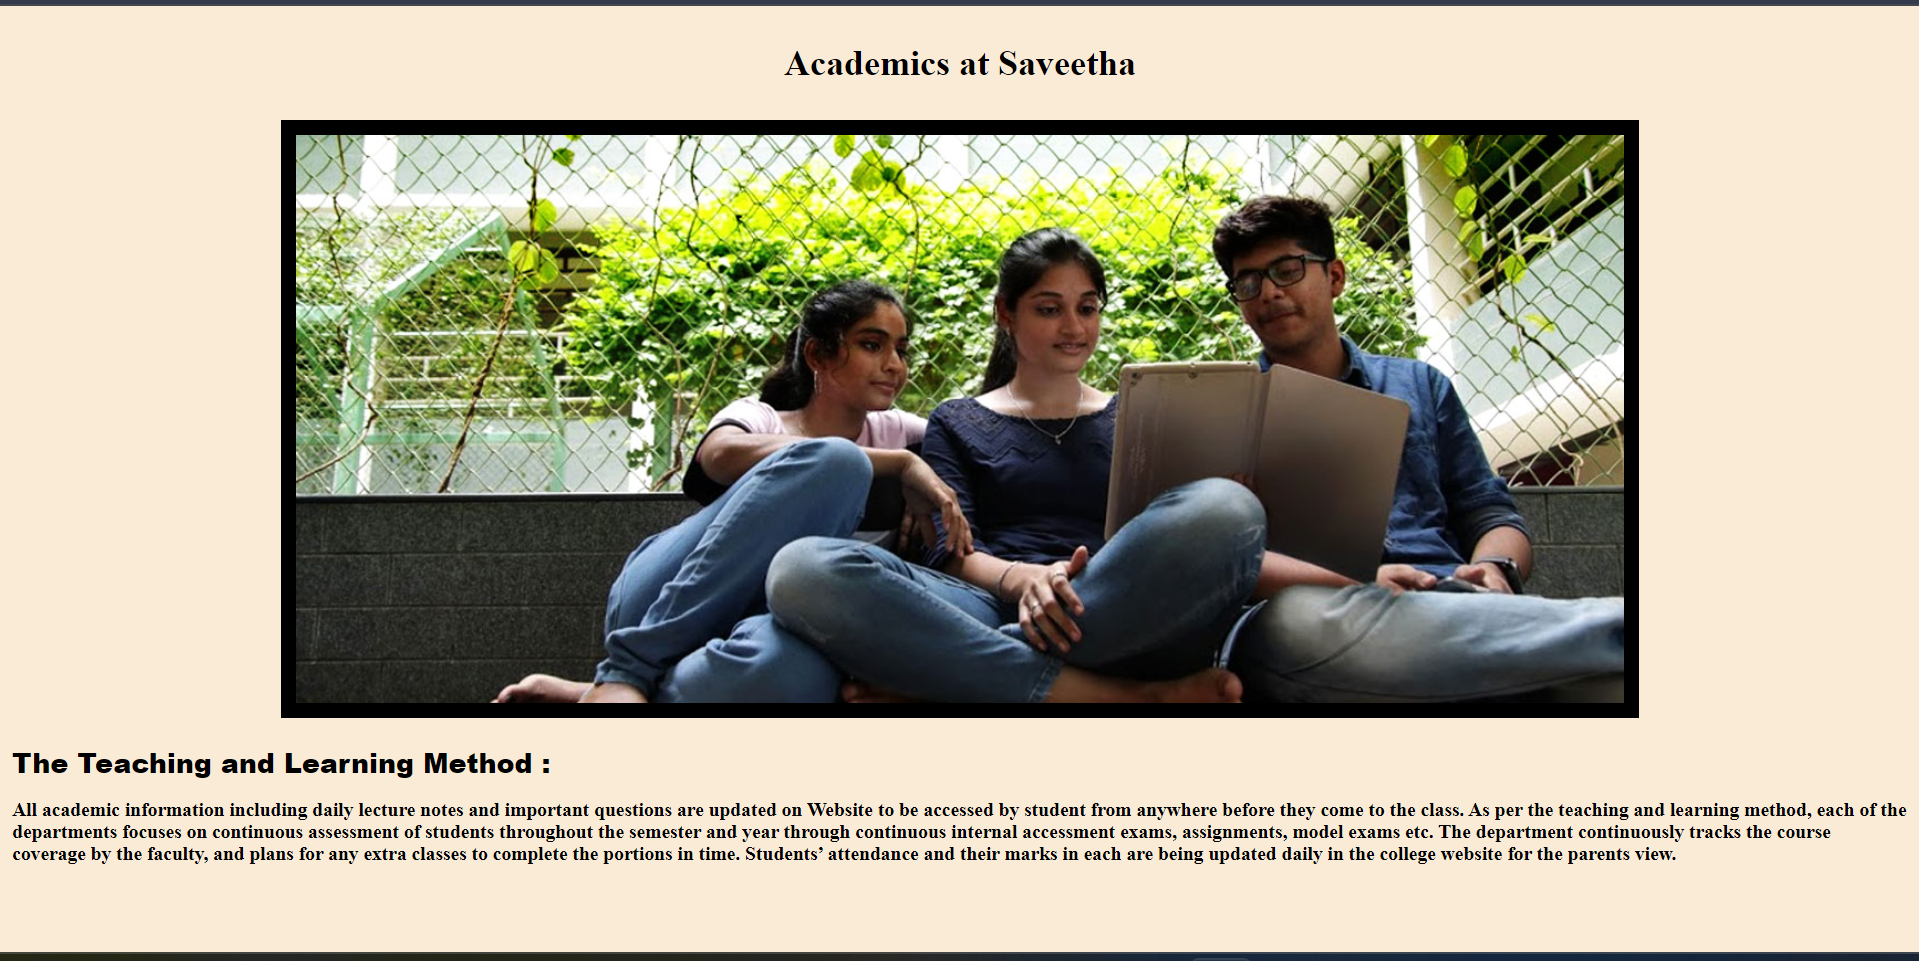 Academics at Saveetha
The Teaching and Learning Method :
All academic information including daily lecture notes and important questions are updated on Website to be accessed by student from anywhere before they come to the class. As per the teaching and learning method, each of the
departments focuses on continuous assessment of students throughout the semester and year through continuous internal accessment exams, assignments, model exams etc. The department continuously tracks the course
coverage by the faculty, and plans for any extra classes to complete the portions in time. Students’ attendance and their marks in each are being updated daily in the college website for the parents view.